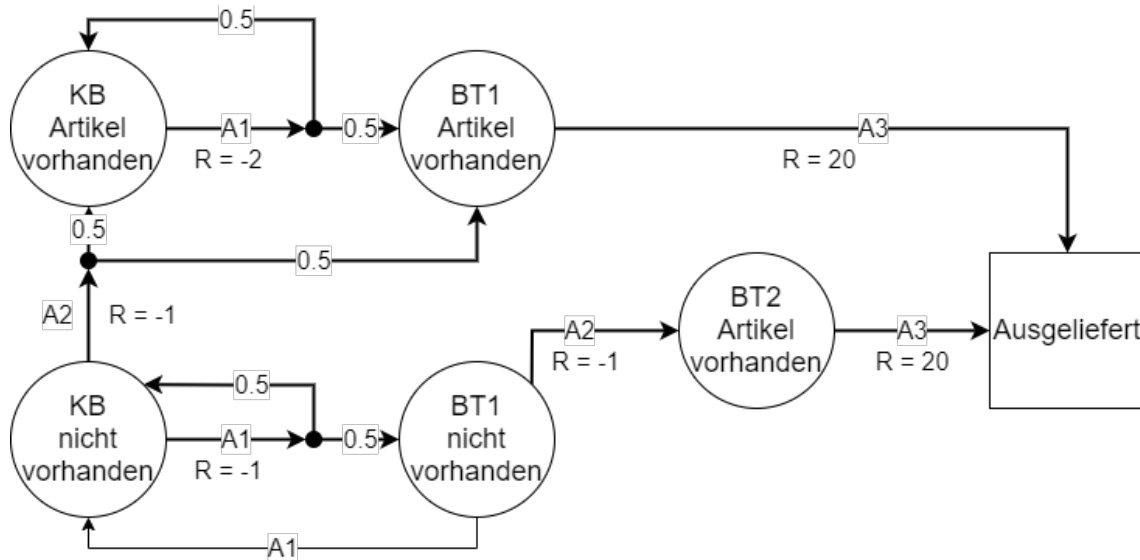 0.5
KB
Artikel
vorhanden
A1
R = -2
0.5
BT1
Artikel
vorhanden
A3
R = 20
0.5
0.5
A2
R = -1
BT2
Artikel
vorhanden
A2
R = -1
A3
R = 20
Ausgeliefert
KB
nicht
vorhanden
0.5
A1
R = -1
0.5
BT1
nicht
vorhanden
A1